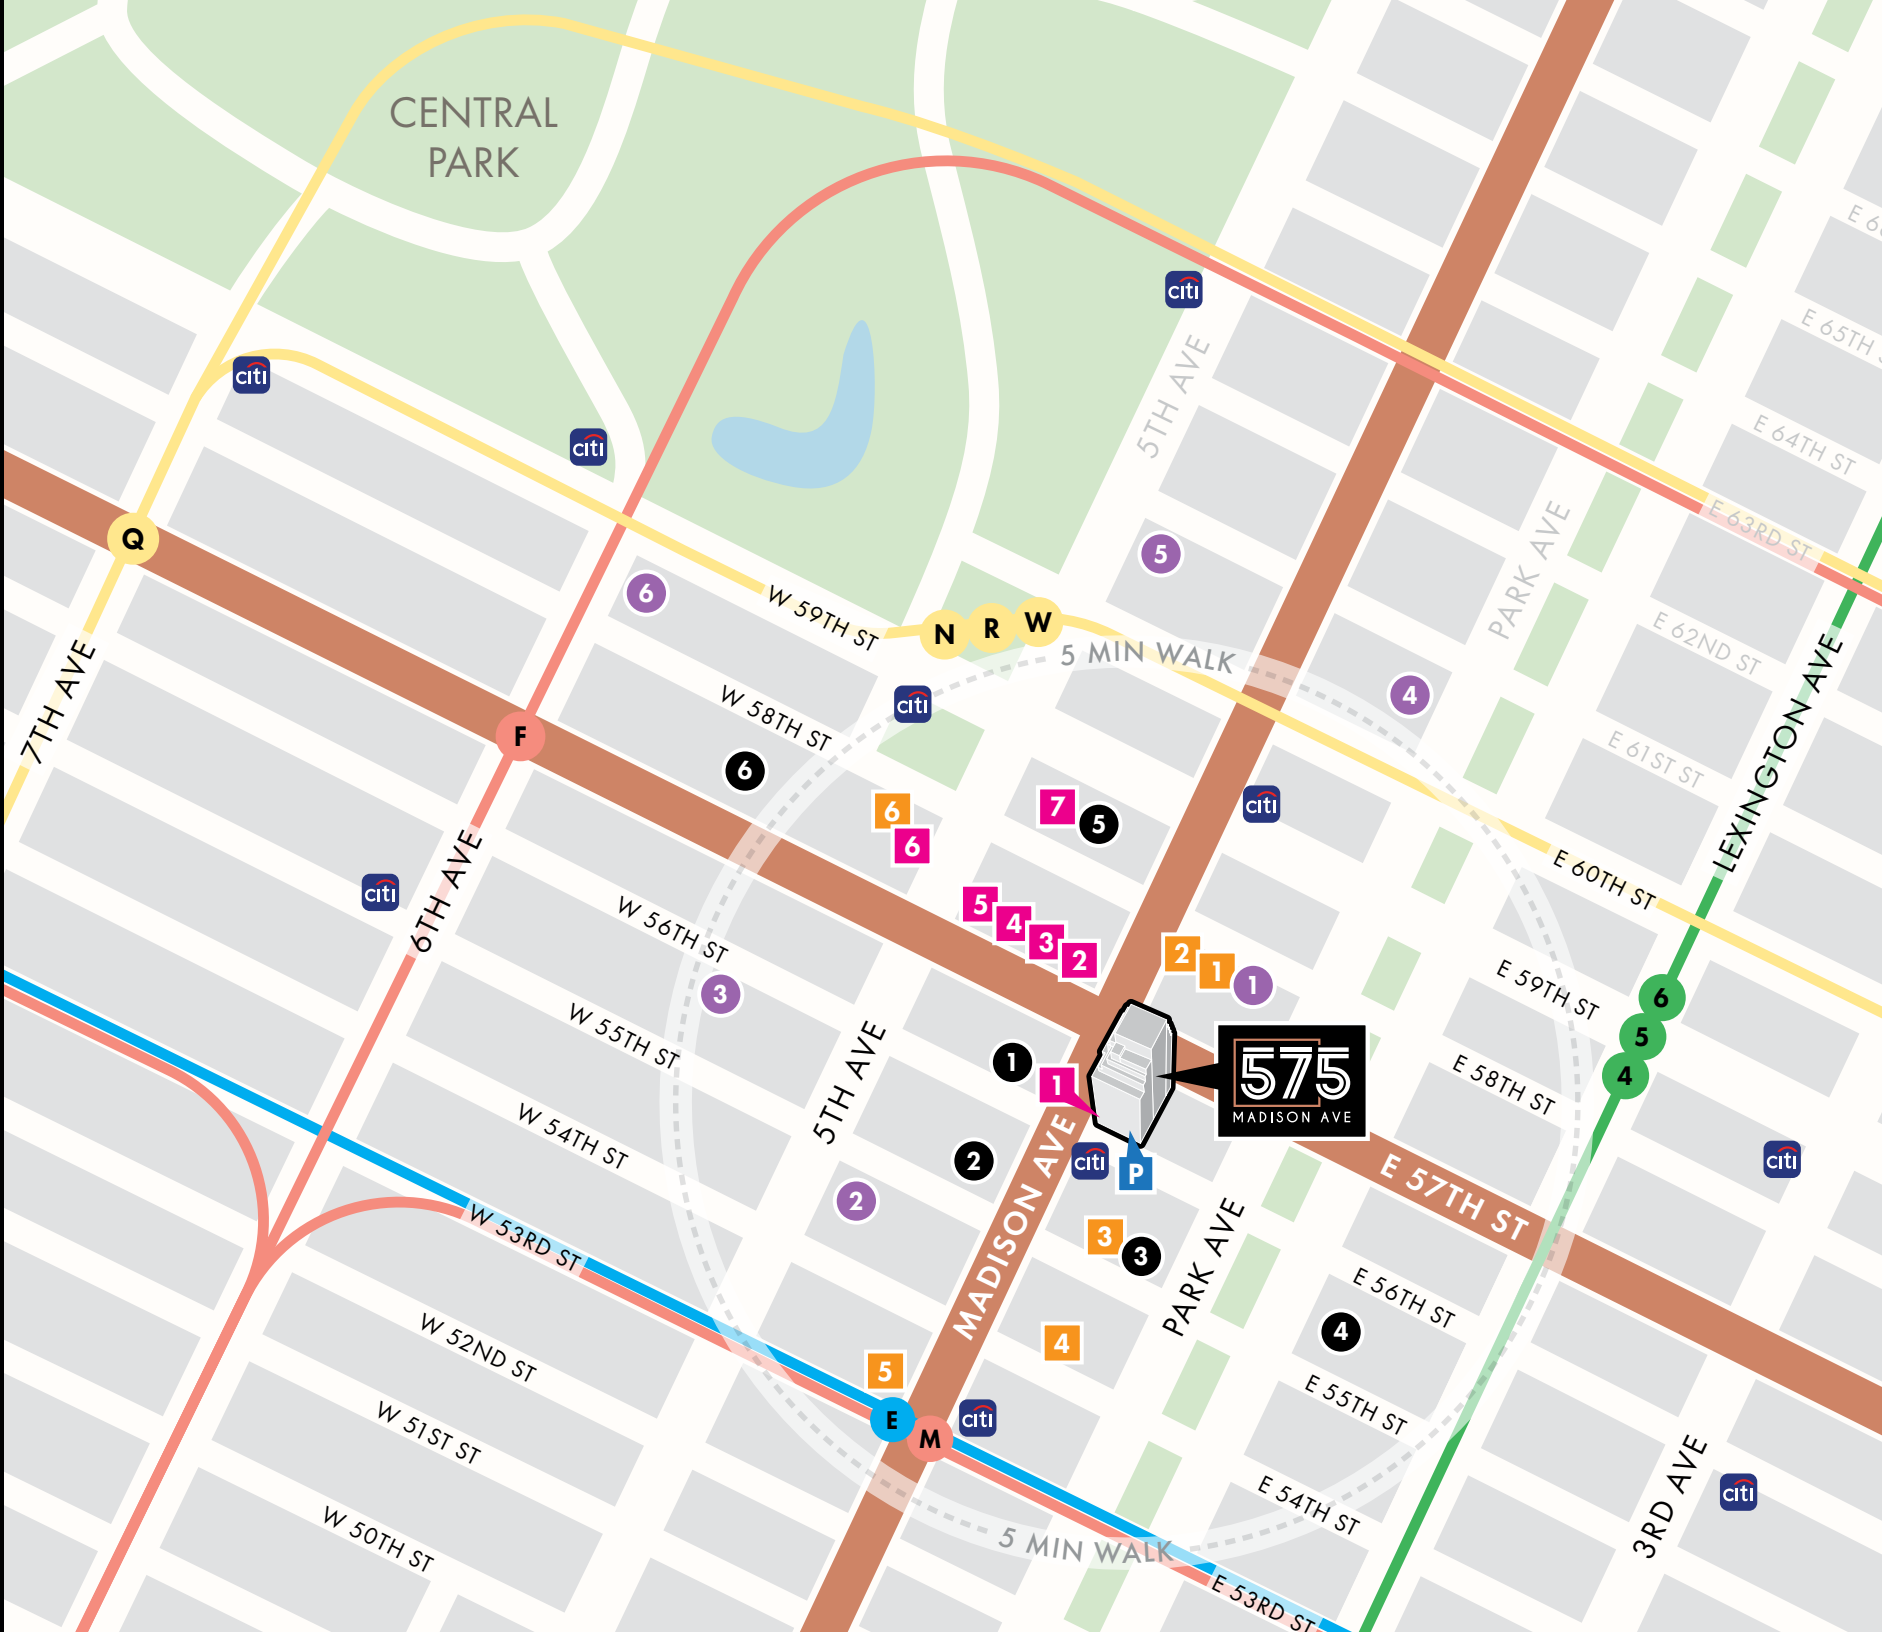 CENTRAL
PARK
citi
citi
citi
5TH AVE
E 65TH S
E 64TH ST
E 63RD ST
E 62ND ST
E 61ST ST
PARK AVE
LEXINGTON AVE
Q
7TH AVE
5
6
W 59TH ST
N
R
W
5 MIN WALK
4
F
W 58TH ST
citi
6
6
6
7
5
citi
E 60TH ST
6TH AVE
citi
W 56TH ST
5
4
3
2
2
1
1
E 59TH ST
6
5
4
3
W 55TH ST
5TH AVE
1
1
575
MADISON AVE
E 58TH ST
W 54TH ST
2
2
MADISON AVE
citi
P
citi
E 57TH ST
W 53RD ST
3
3
PARK AVE
E 56TH ST
4
W 52ND ST
4
5
E
M
citi
E 55TH ST
W 51ST ST
E 54TH ST
3RD AVE
citi
W 50TH ST
5 MIN WALK
E 53RD ST